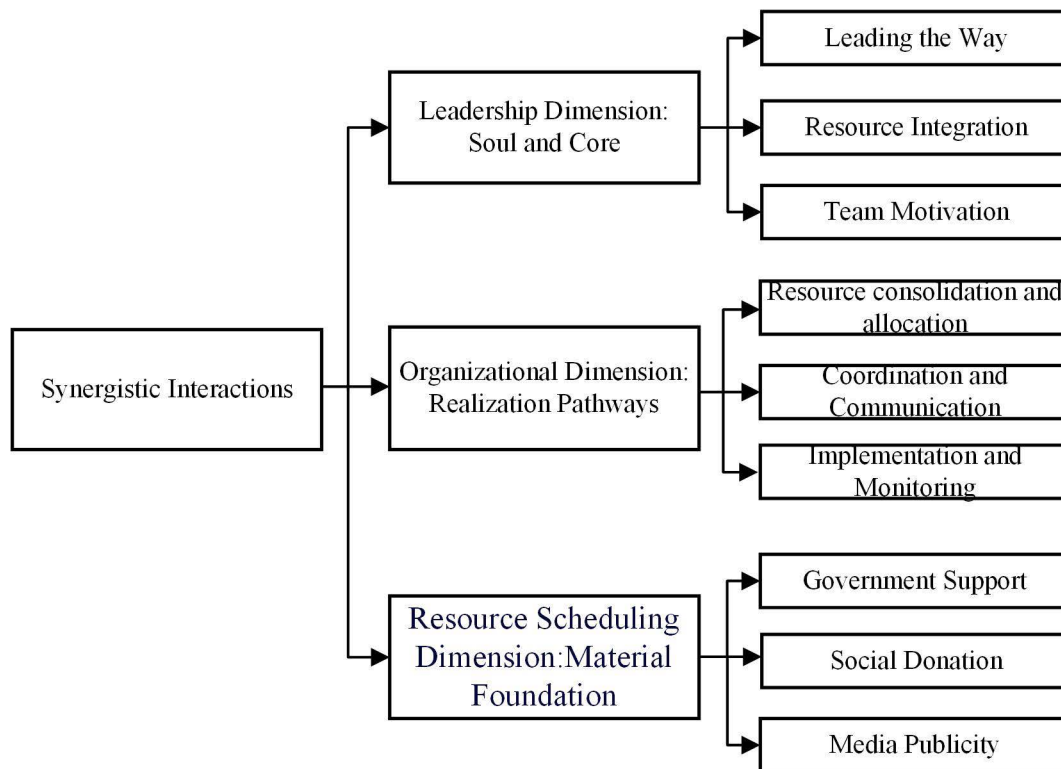 Leading the Way
Leadership Dimension:
Soul and Core
Resource Integration
Team Motivation
Resource consolidation and
allocation
Synergistic Interactions
Organizational Dimension:
Realization Pathways
Coordination and
Communication
Implementation and
Monitoring
Government Support
Resource Scheduling
Dimension:Material
Foundation
Social Donation
Media Publicity